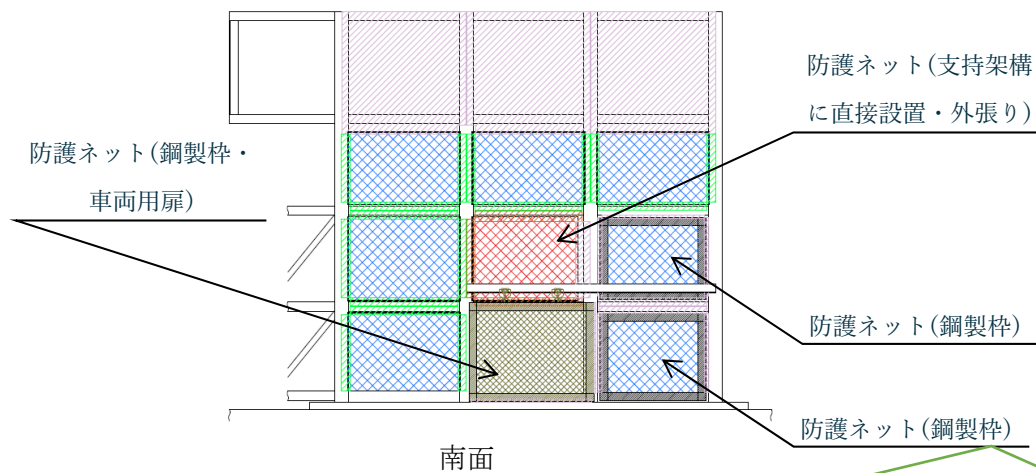 防護ネット(支持架構
に直接設置・外張り)
防護ネット(鋼製枠・
車両用扉)
防護ネット(鋼製枠)
防護ネット(鋼製枠)
南面